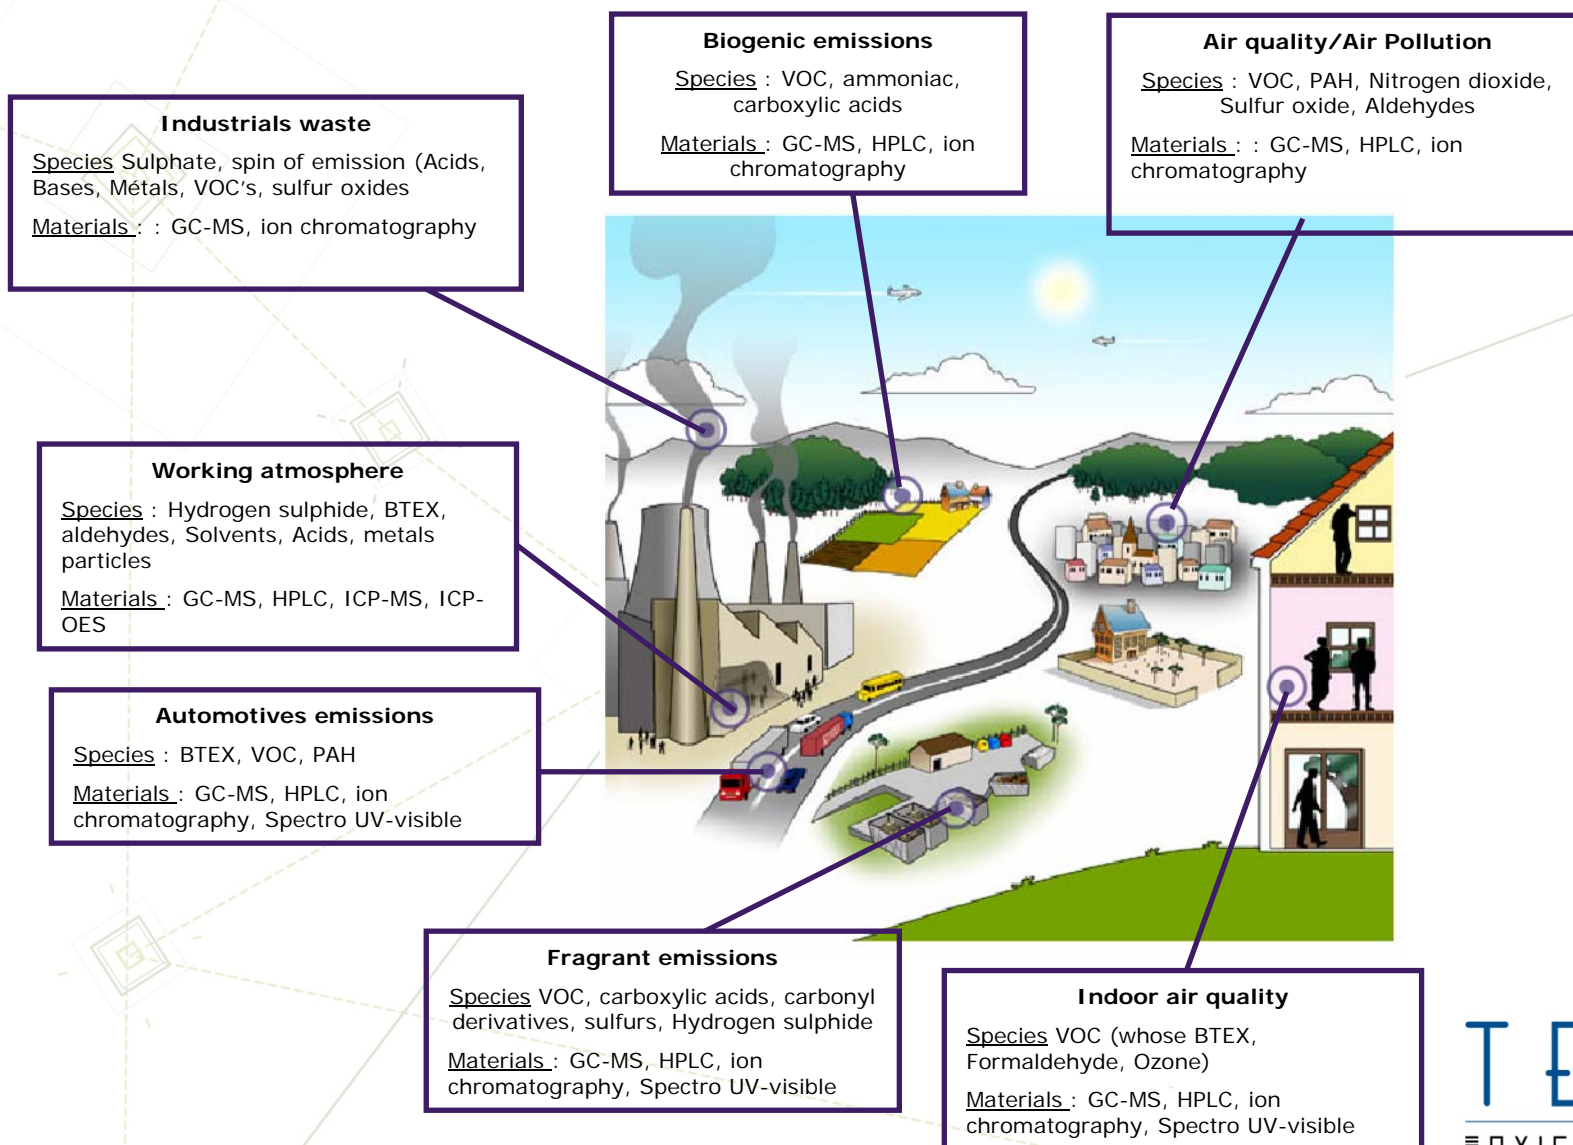 Biogenic emissions
Species : VOC, ammoniac,
carboxylic acids
Materials : GC-MS, HPLC, ion
chromatography
Air quality/Air Pollution
Species : VOC, PAH, Nitrogen dioxide,
Sulfur oxide, Aldehydes
Materials : : GC-MS, HPLC, ion
chromatography
Industrials waste
Species Sulphate, spin of emission (Acids,
Bases, Métals, VOC's, sulfur oxides
Materials : : GC-MS, ion chromatography
Working atmosphere
Species : Hydrogen sulphide, BTEX,
aldehydes, Solvents, Acids, metals
particles
Materials : GC-MS, HPLC, ICP-MS, ICP-
OES
Automotives emissions
Species : BTEX, VOC, PAH
Materials : GC-MS, HPLC, ion
chromatography, Spectro UV-visible
Fragrant emissions
Species VOC, carboxylic acids, carbonyl
derivatives, sulfurs, Hydrogen sulphide
Materials : GC-MS, HPLC, ion
chromatography, Spectro UV-visible
Indoor air quality
Species VOC (whose BTEX,
Formaldehyde, Ozone)
Materials : GC-MS, HPLC, ion
chromatography, Spectro UV-visible
TE